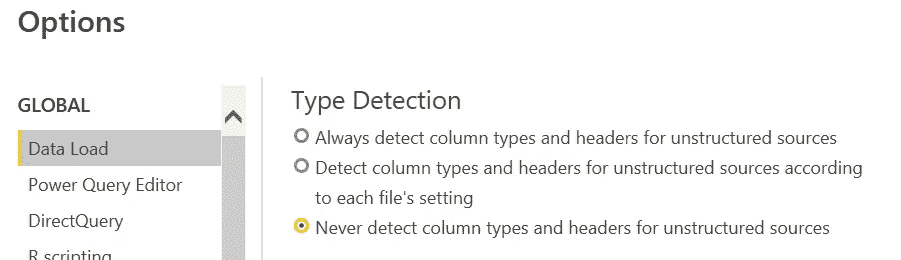 Options
GLOBAL
Data Load
Power Query Editor
DirectQuery
R scripting
Type Detection
Always detect column types and headers for unstructured sources
Detect column types and headers for unstructured sources according
to each file's setting
Never detect column types and headers for unstructured sources